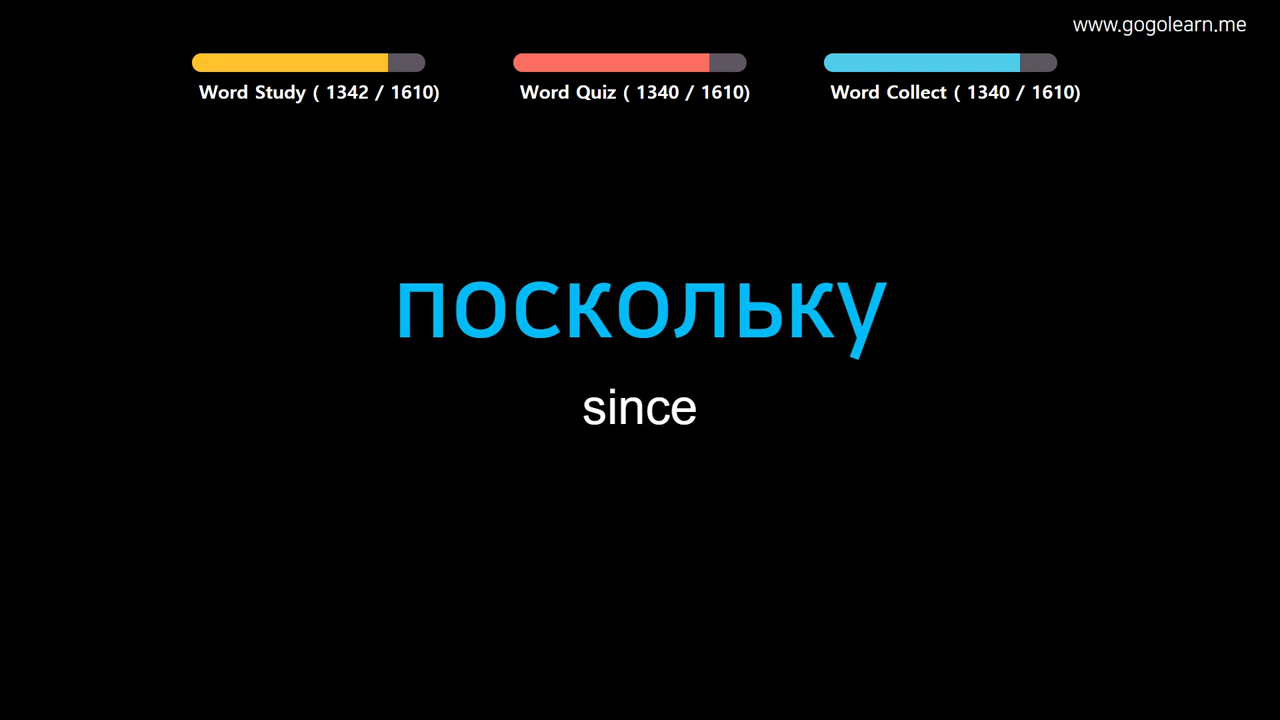 www.gogolearn.me
Word Study ( 1342 / 1610)
Word Quiz ( 1340 / 1610)
Word Collect ( 1340 / 1610)
поскольку
since